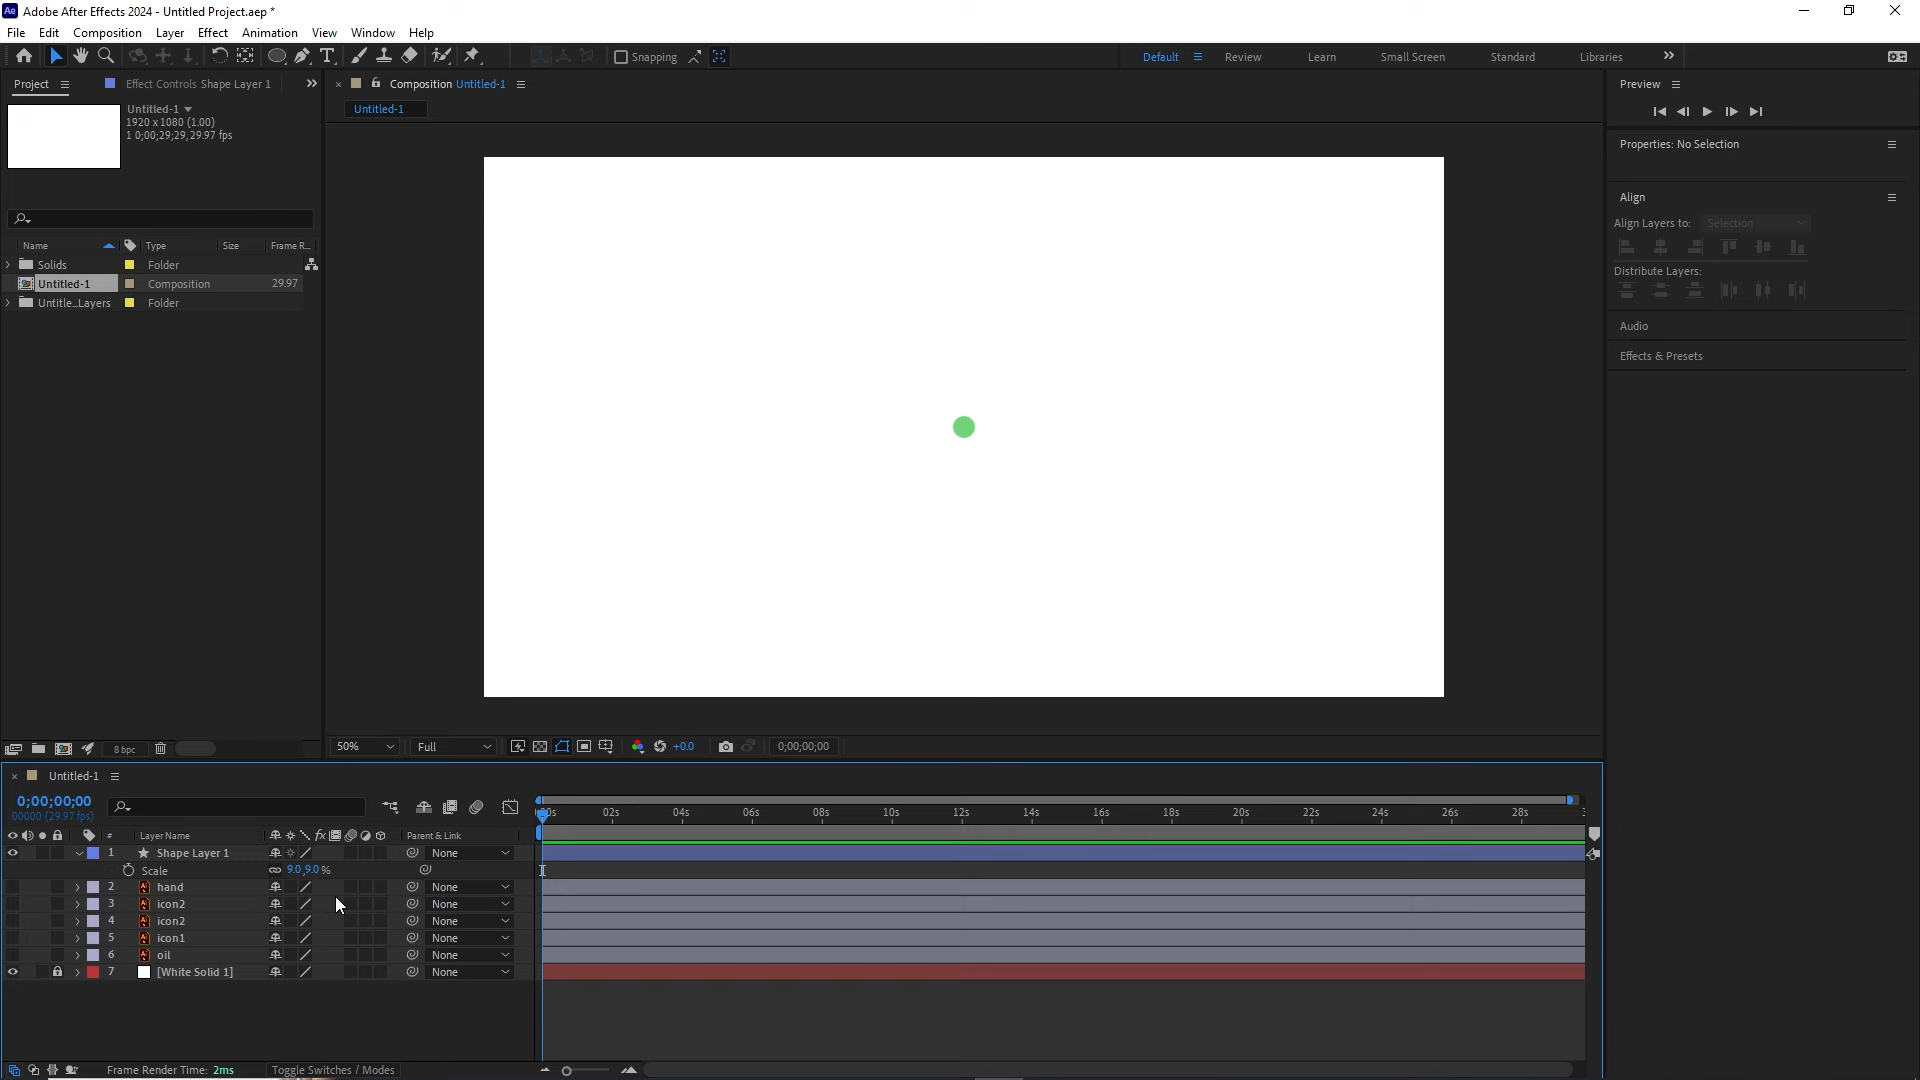 Ae Adobe After Effects 2024 - Untitled Project.aep *
File Edit Composition Layer Effect Animation View Window Help
Snapping
Default Review Learn Small Screen Standard Libraries
Project Effect Controls Shape Layer 1
Composition Untitled-1
Preview
Untitled-1
1920 x 1080 (1.00)
1 0;00;29;29, 29.97 fps
Untitled-1
Properties: No Selection
Align
Align Layers to: Selection
Distribute Layers:
Audio
Effects & Presets
Name Type Size Frame R...
Solids Folder
Untitled-1 Composition 29.97
Untitle...Layers Folder
8 bpc
50% Full +0.0 0;00;00;00
Untitled-1
0;00;00;00
00000 (29.97 fps)
02s 04s 06s 08s 10s 12s 14s 16s 18s 20s 22s 24s 26s 28s
# Layer Name fx Parent & Link
1 Shape Layer 1 None
Scale 9.0,9.0 %
2 hand None
3 icon2 None
4 icon2 None
5 icon1 None
6 oil None
7 [White Solid 1] None
Frame Render Time: 2ms Toggle Switches / Modes